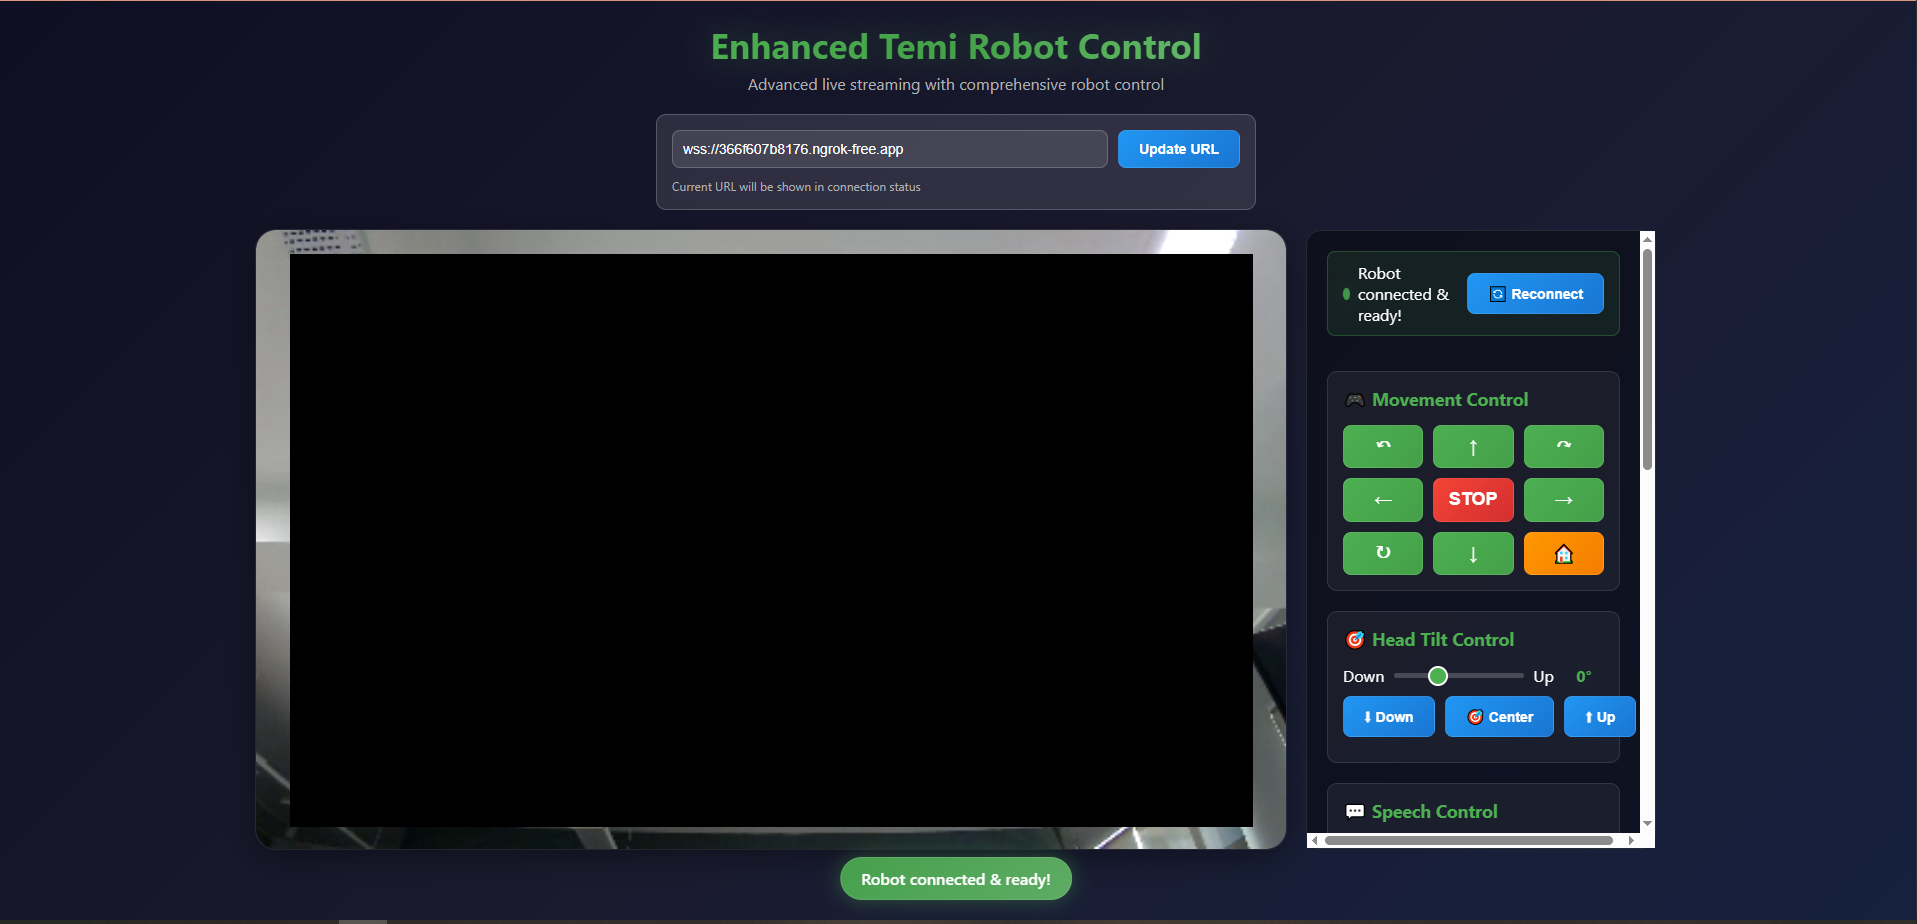 Enhanced Temi Robot Control
Advanced live streaming with comprehensive robot control
wss://366f607b8176.ngrok-free.app
Update URL
Current URL will be shown in connection status
Robot
connected &
ready!
Reconnect
🎮 Movement Control
↶ ↑ ↷
← STOP →
↻ ↓ 🏠
🎯 Head Tilt Control
Down Up 0°
⬇ Down 🎯 Center ⬆ Up
💬 Speech Control
Robot connected & ready!